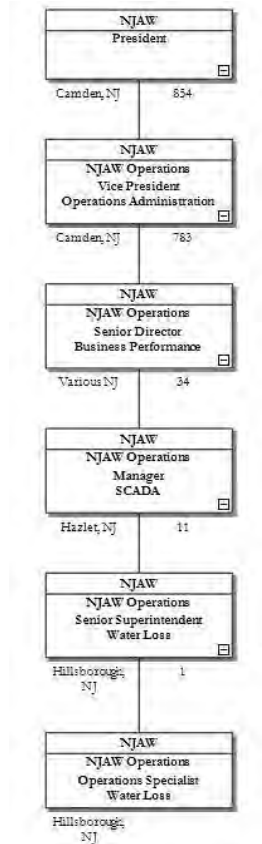 NJAW
President
Camden, NJ 854
NJAW
NJAW Operations
Vice President
Operations Administration
Camden, NJ 783
NJAW
NJAW Operations
Senior Director
Business Performance
Various NJ 34
NJAW
NJAW Operations
Manager
SCADA
Hazlet, NJ 11
NJAW
NJAW Operations
Senior Superintendent
Water Loss
Hillsborough, 1
NJ
NJAW
NJAW Operations
Operations Specialist
Water Loss
Hillsborough,
NJ